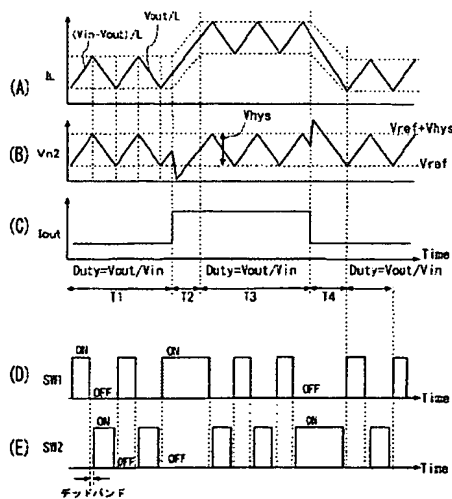 (Vin-Vout)/L
Vout/L
(A)
IL
Vhys
Vref+Vhys
(B)
Vn2
Vref
(C)
Iout
Time
Duty=Vout/Vin
Duty=Vout/Vin
Duty=Vout/Vin
T1
T2
T3
T4
ON
ON
(D)
SW1
OFF
OFF
Time
ON
(E)
SW2
OFF
OFF
Time
デッドバンド